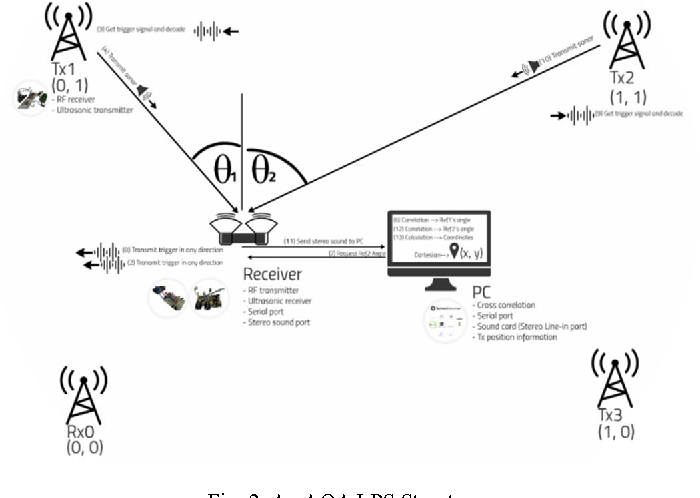 (3) Get trigger signal and decode
Tx1
(0, 1)
- RF receiver
- Ultrasonic transmitter
(4) Transmit sonar
(10) Transmit sonar
Tx2
(1, 1)
(9) Get trigger signal and decode
θ1
θ2
(0) Transmit trigger in any direction
(2) Transmit trigger in any direction
(11) Send stereo sound to PC
Request Ref2 Angle
Receiver
- RF transmitter
- Ultrasonic receiver
- Serial port
- Stereo sound port
(6) Correlation --> Ref1's angle
(12) Correlation --> Ref2's angle
(13) Calculation -->Coordinates
Cartesian--> (x, y)
PC
- Cross correlation
- Serial port
- Sound card (Stereo Line-in port)
- Tx position information
Rx0
(0, 0)
Tx3
(1, 0)
Fig. 2. An AOA LPS